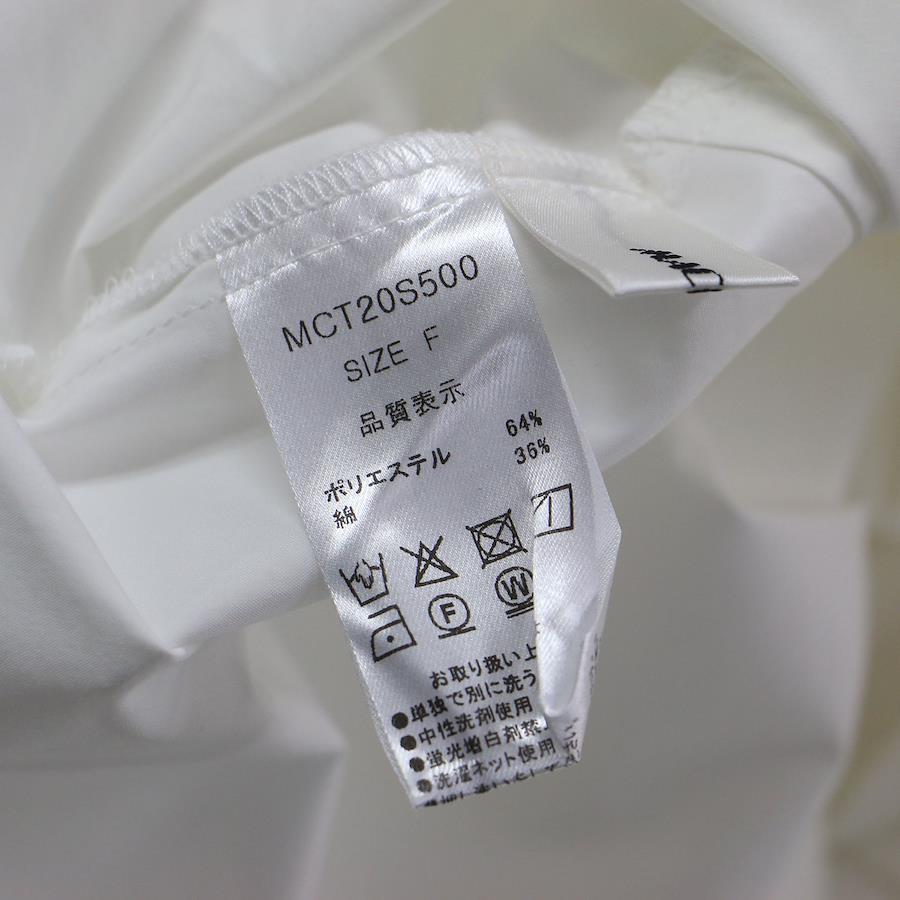 MCT20S500
SIZE F
品質表示
ポリエステル 64%
綿 36%
F W
お取り扱い上
●単独で別に洗う
●中性洗剤使用
●蛍光増白剤禁
●洗濯ネット使用